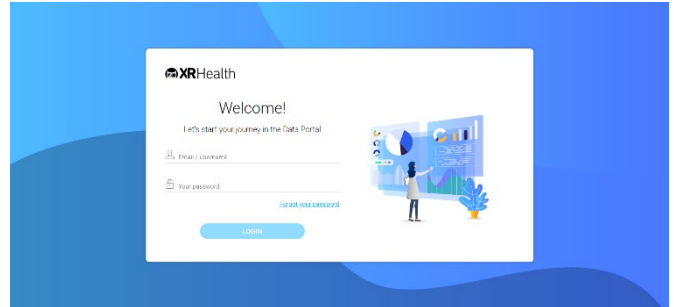 XRHealth
Welcome!
Let's start your journey in the Data Portal
Email / Username
Your password
Forgot your password
LOGIN